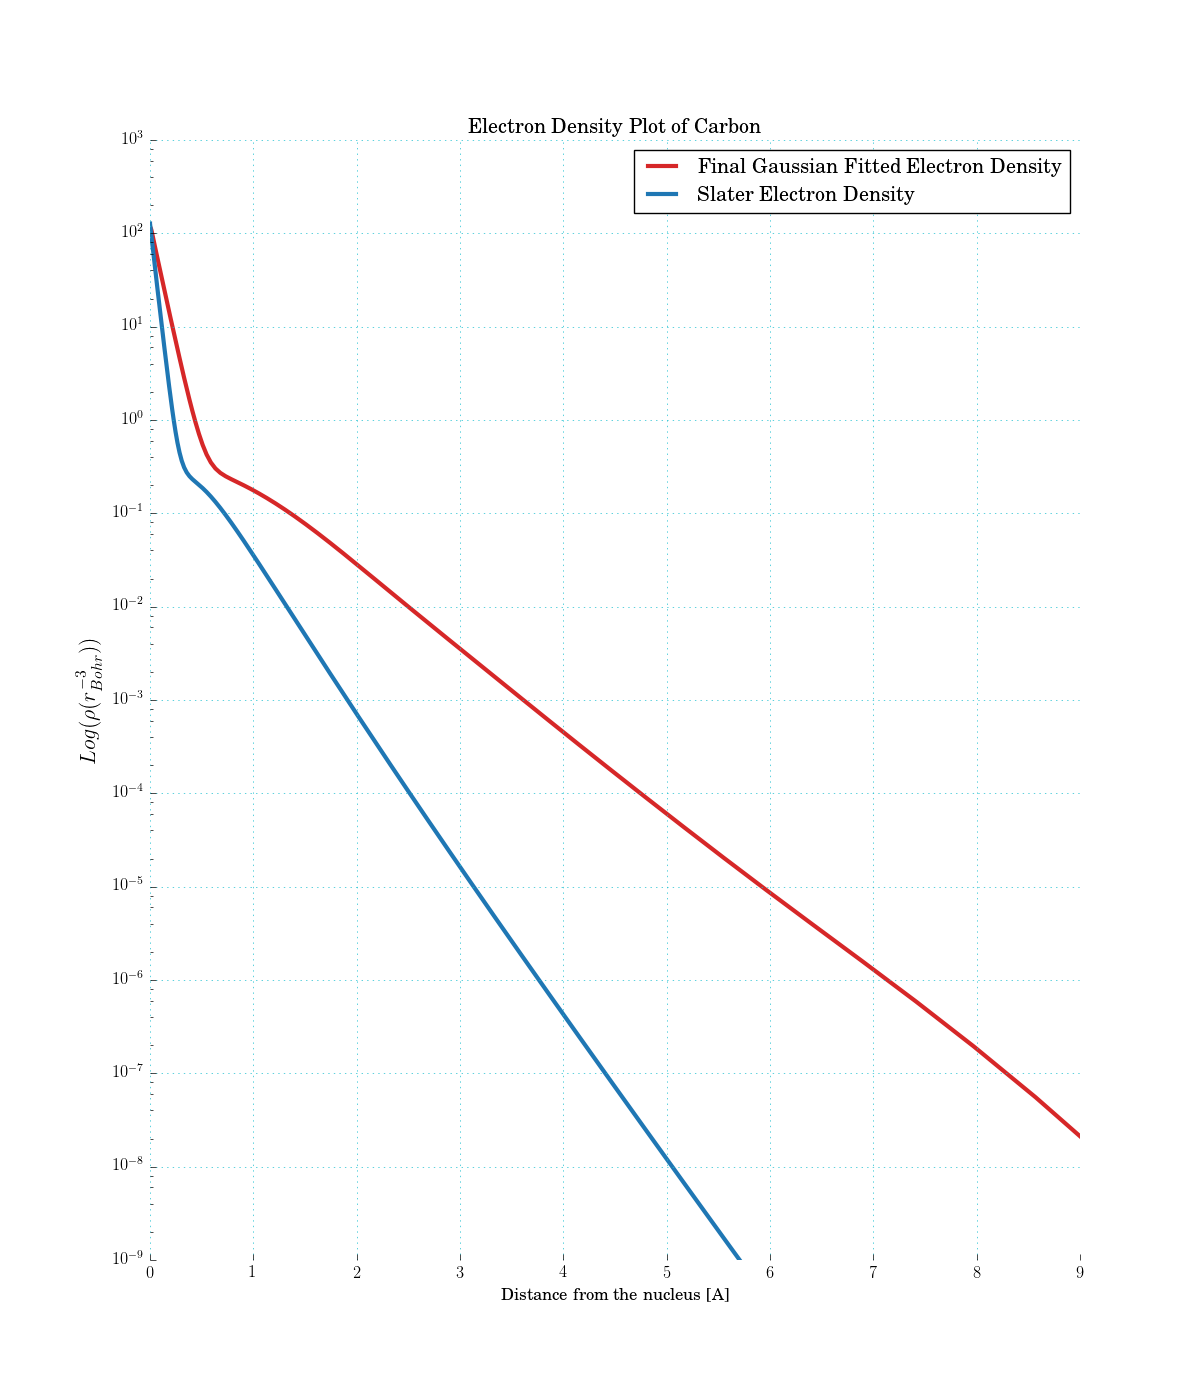 Electron Density Plot of Carbon
Final Gaussian Fitted Electron Density
Slater Electron Density
10^3
10^2
10^1
10^0
10^−1
10^−2
10^−3
10^−4
10^−5
10^−6
10^−7
10^−8
10^−9
Log(ρ(r_{Bohr}^{−3}))
0 1 2 3 4 5 6 7 8 9
Distance from the nucleus [A]